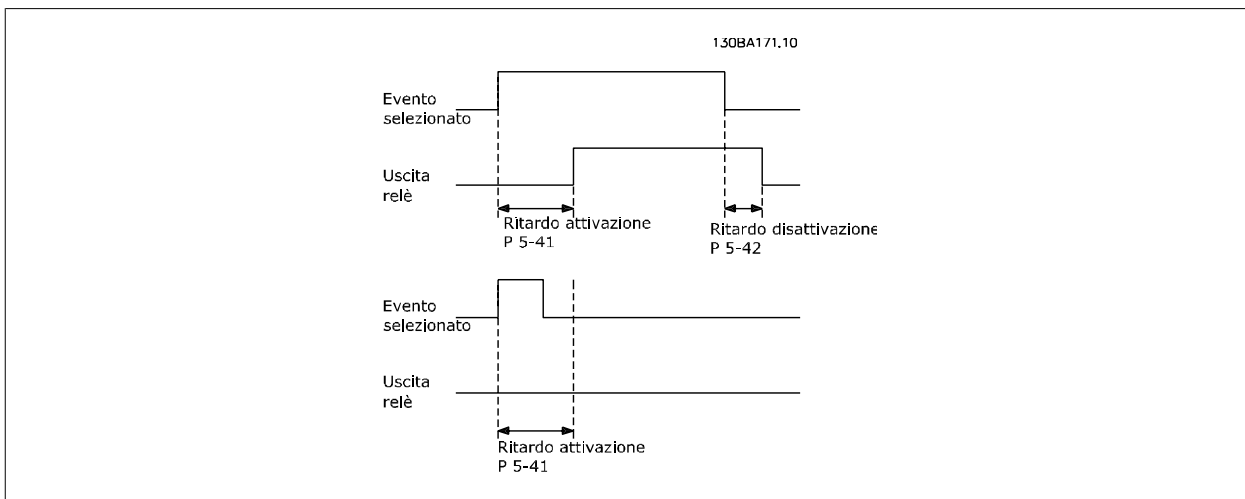 130BA171.10
Evento
selezionato
Uscita
relè
Ritardo attivazione
P 5-41
Ritardo disattivazione
P 5-42
Evento
selezionato
Uscita
relè
Ritardo attivazione
P 5-41